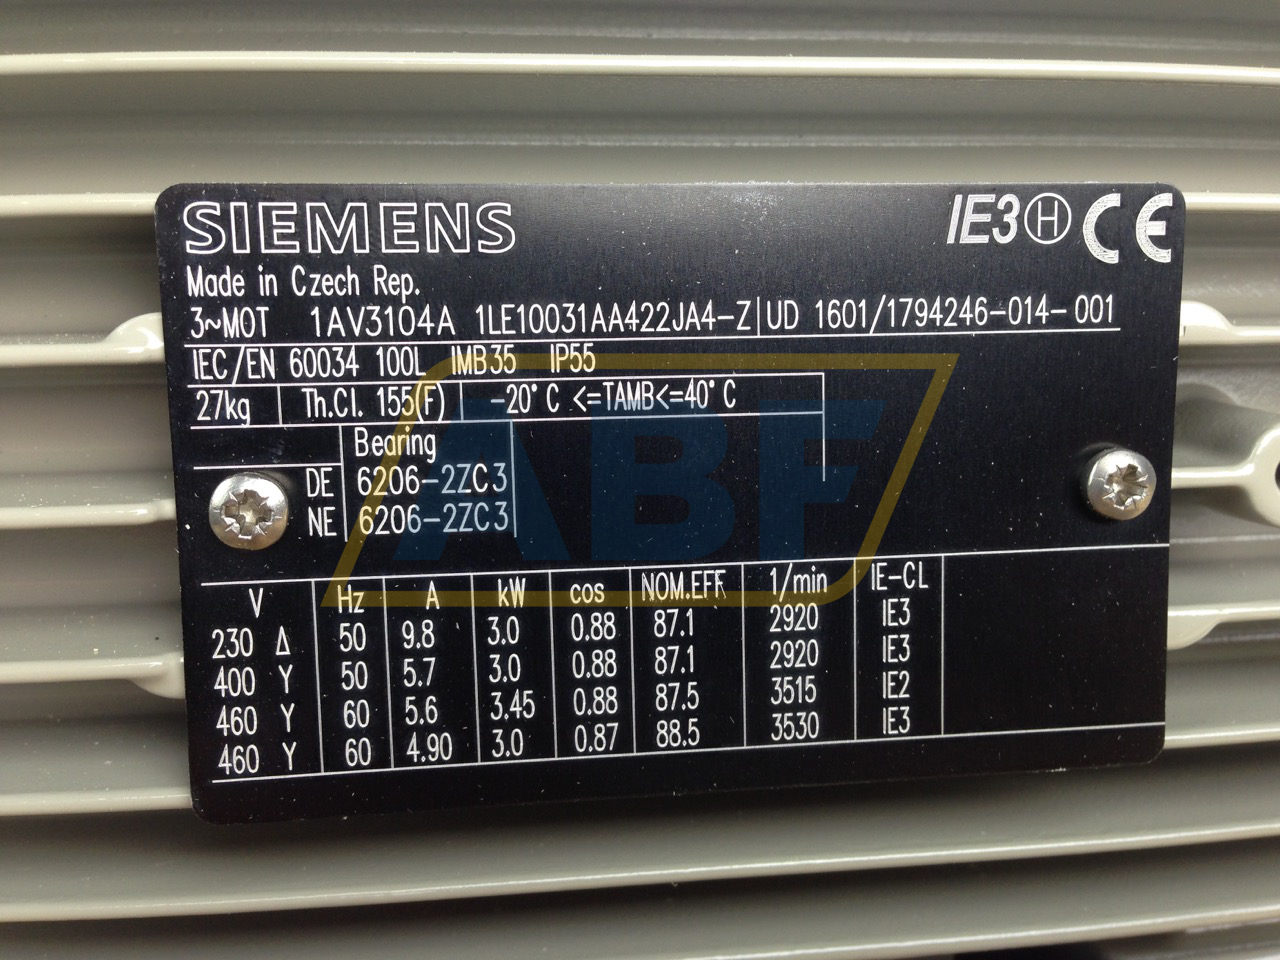 SIEMENS IE3 H CE
Made in Czech Rep.
3~MOT 1AV3104A 1LE10031AA422JA4-Z UD 1601/1794246-014-001
IEC/EN 60034 100L IMB35 IP55
27kg Th.Cl. 155(F) -20°C <=TAMB<=40°C
Bearing
DE 6206-2ZC3
NE 6206-2ZC3
ABF
V Hz A kW cos NOM.EFF 1/min IE-CL
230 Δ 50 9.8 3.0 0.88 87.1 2920 IE3
400 Y 50 5.7 3.0 0.88 87.1 2920 IE3
460 Y 60 5.6 3.45 0.88 87.5 3515 IE2
460 Y 60 4.90 3.0 0.87 88.5 3530 IE3